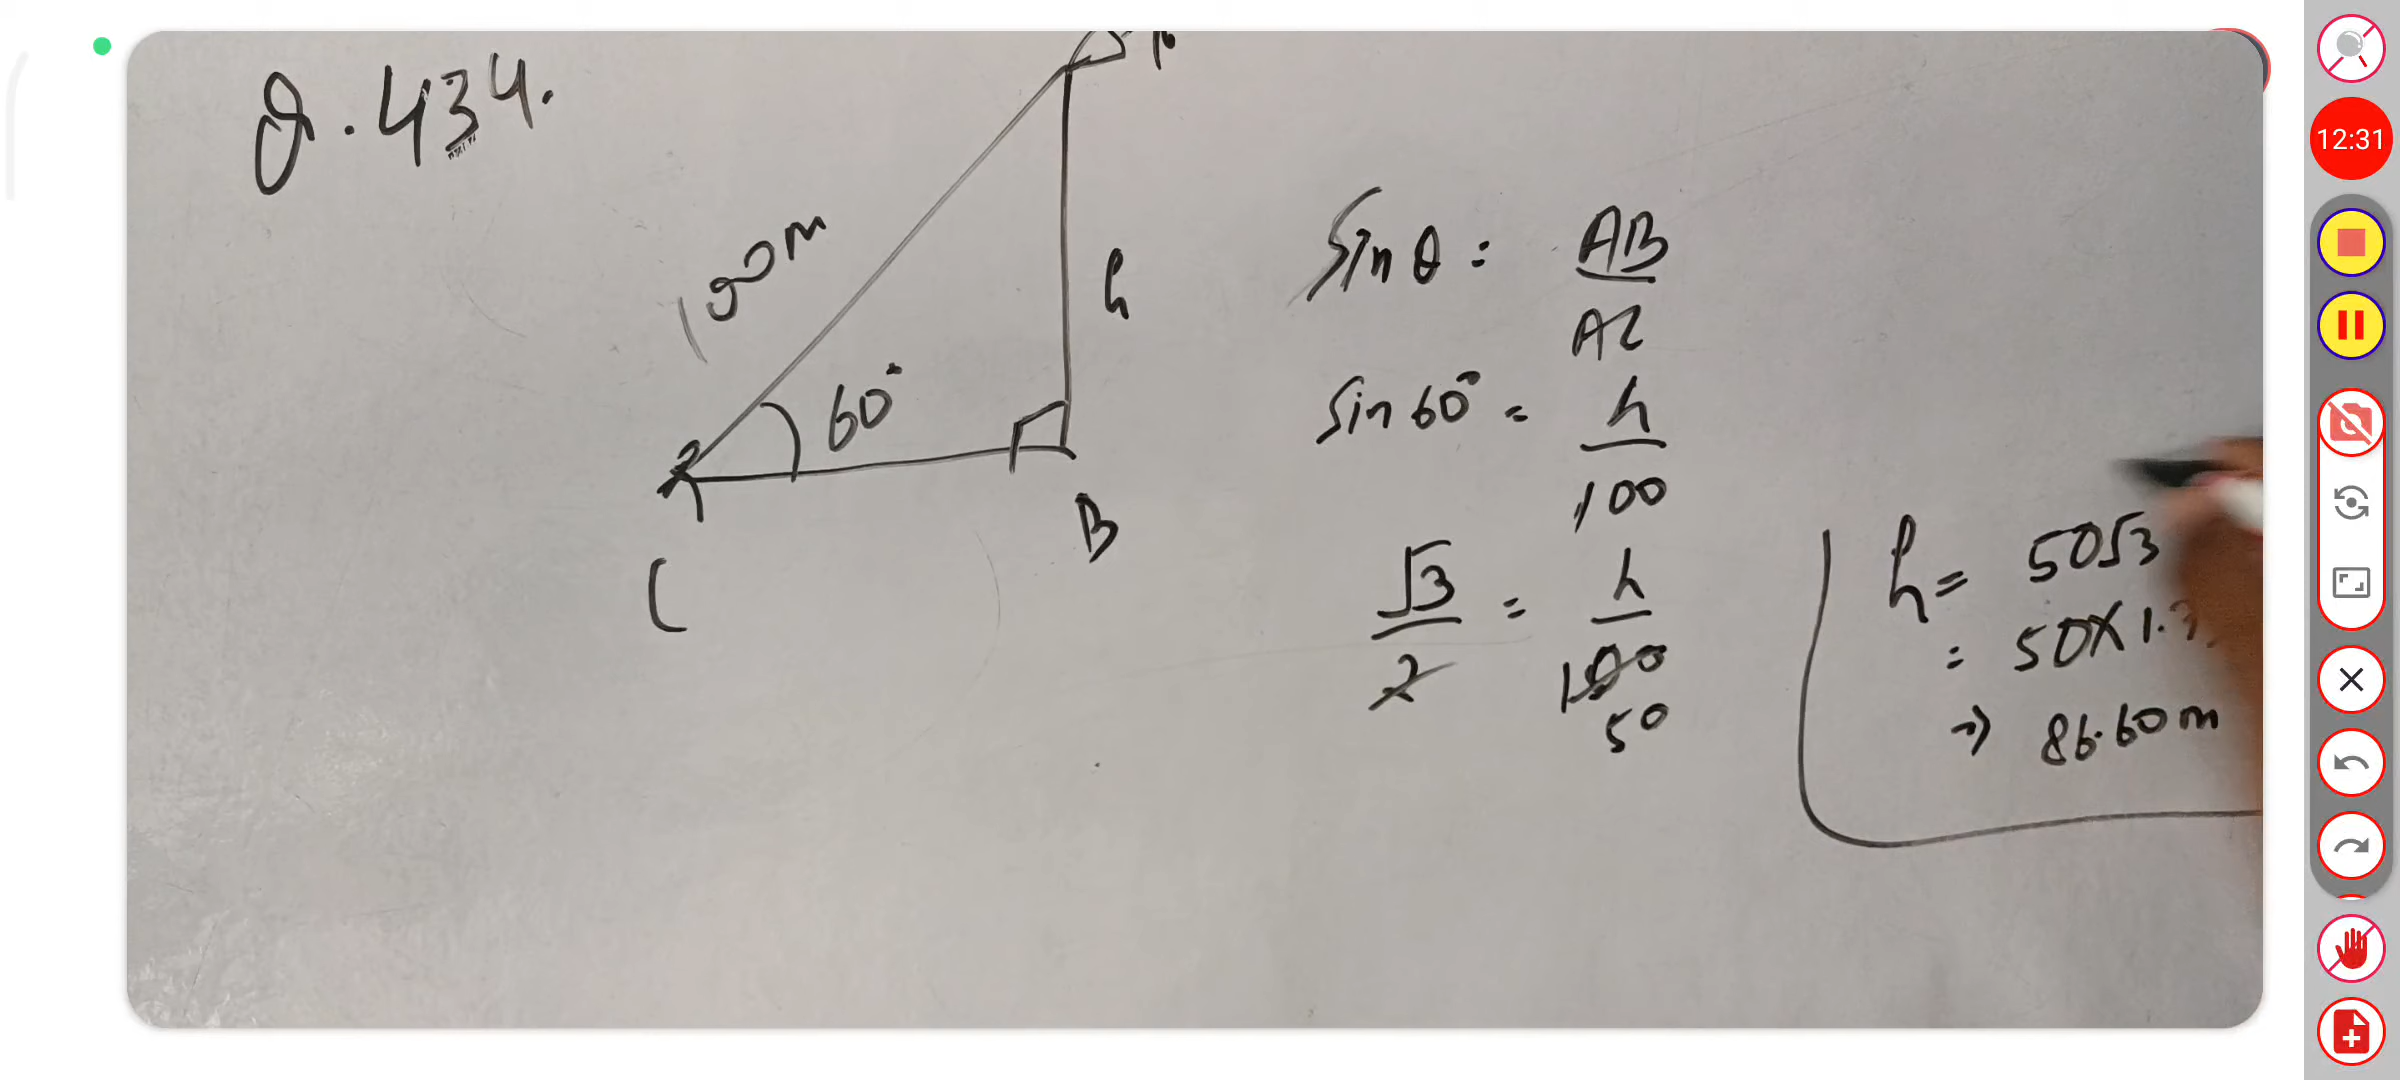 Q.434.
100m
h
60°
C
B
Sin θ = AB
AC
Sin 60° = h
100
√3 = h
2 100
50
h = 50√3
= 50 X 1.
⇒ 86.60 m
12:31